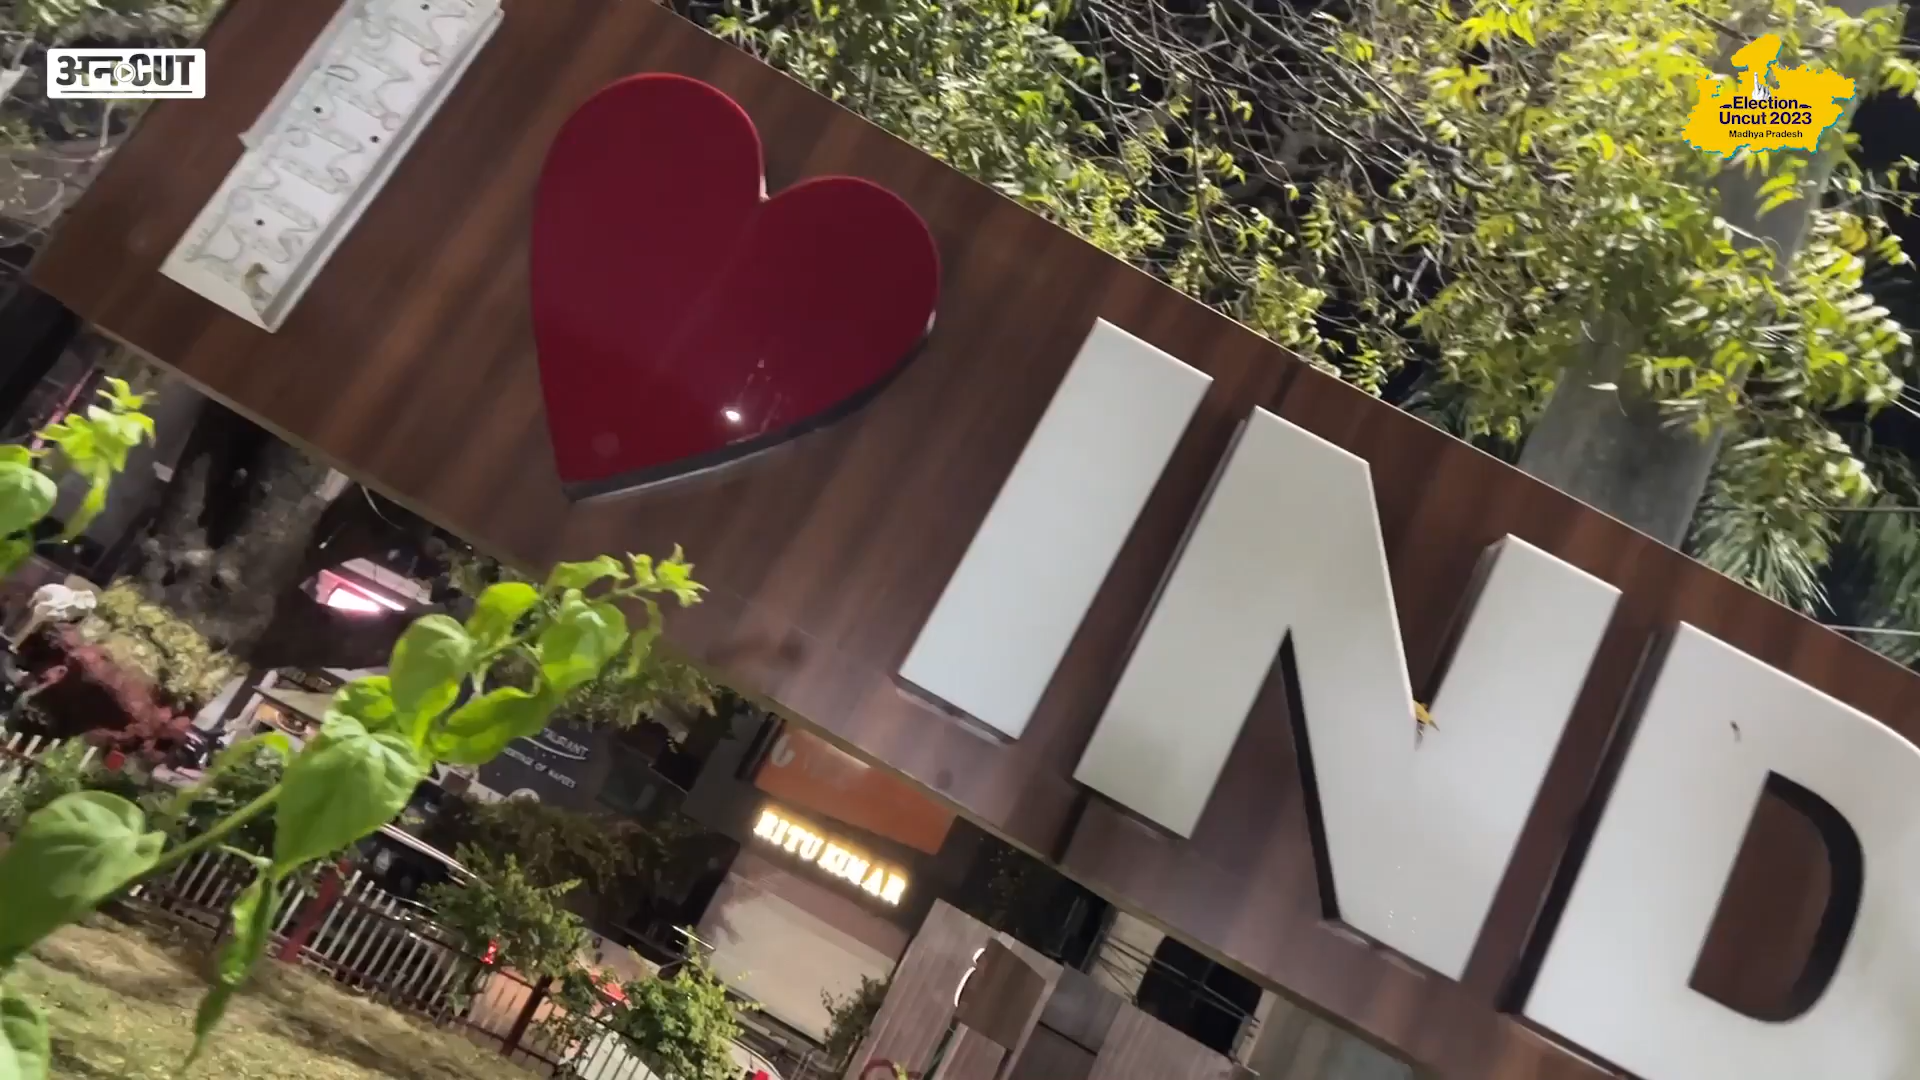 अनCUT
Election
Uncut 2023
Madhya Pradesh
I
IND
RITU KUMAR